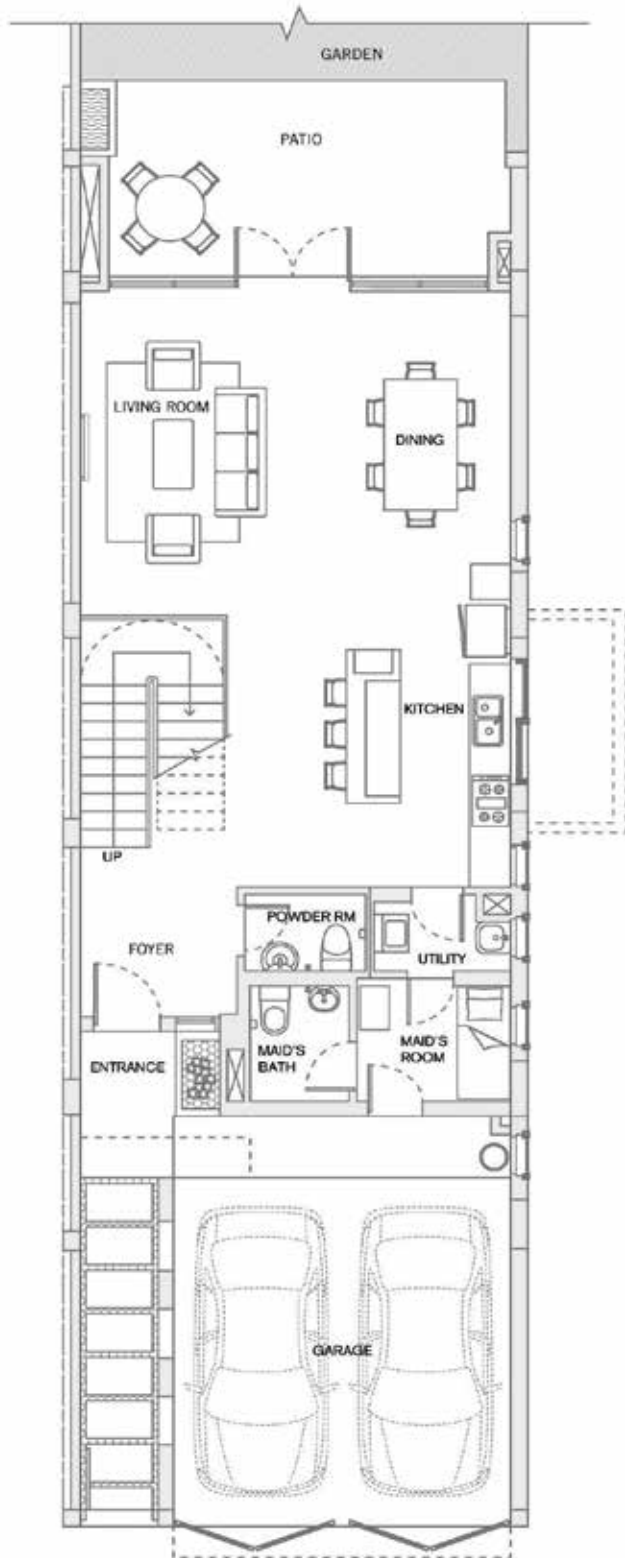 GARDEN
PATIO
LIVING ROOM
DINING
KITCHEN
UP
POWDER RM
FOYER
UTILITY
ENTRANCE
MAID'S
BATH
MAID'S
ROOM
GARAGE